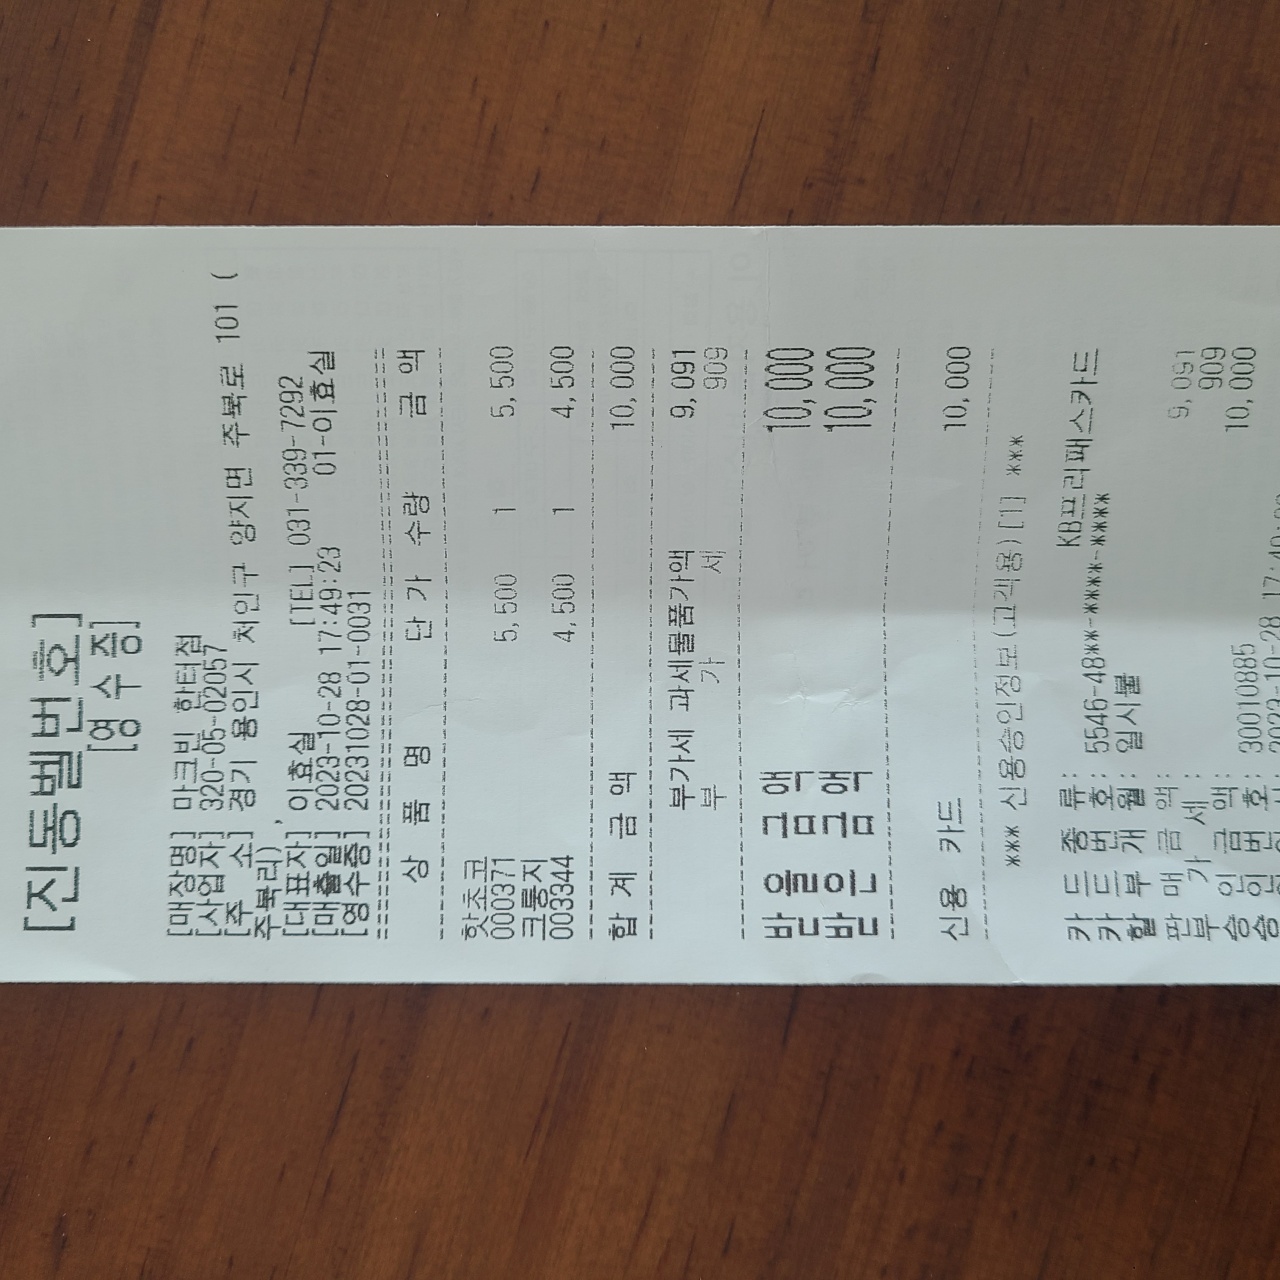 [진동벨번호]
[영수증]
[매장명] 마크빈 한터점
[사업자] 320-05-02057
[주 소] 경기 용인시 처인구 양지면 주북로 101 (
주북리) ,
[대표자] 이효실 [TEL] 031-339-7292
[매출일] 2023-10-28 17:49:23 01-이효실
[영수증] 20231028-01-0031
상 품 명 단 가 수량 금 액
핫초코
000371 5,500 1 5,500
크룽지
003344 4,500 1 4,500
합 계 금 액 10,000
부가세 과세물품가액 9,091
부 가 세 909
받을금액 10,000
받은금액 10,000
신용 카드 10,000
*** 신용승인정보(고객용)[1] ***
카 드 종 류: KB프리패스카드
카 드 번 호: 5546-48**-****-****
할 부 개 월: 일시불
판 매 금 액: 9,091
부 가 세 : 909
승 인 금 액: 10,000
승 인 번 호: 30010885